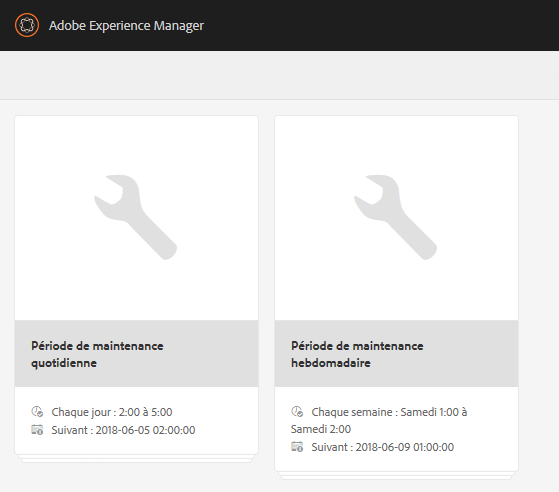 Adobe Experience Manager
Période de maintenance
quotidienne
Chaque jour : 2:00 à 5:00
Suivant : 2018-06-05 02:00:00
Période de maintenance
hebdomadaire
Chaque semaine : Samedi 1:00 à
Samedi 2:00
Suivant : 2018-06-09 01:00:00